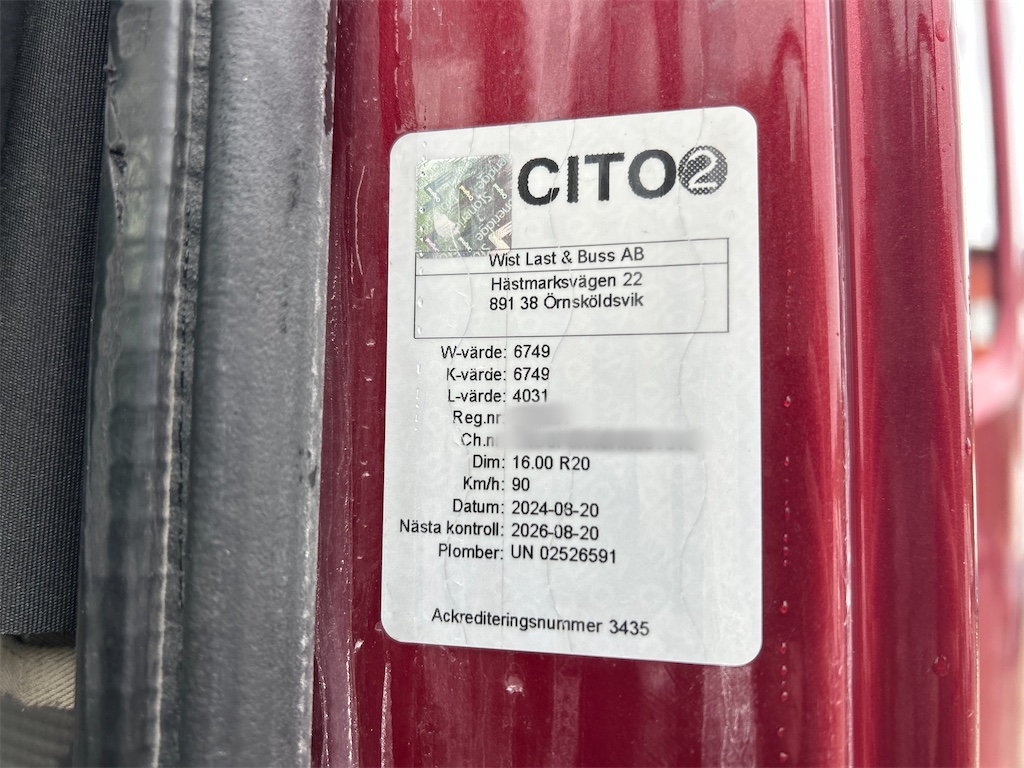 CITO 2
Wist Last & Buss AB
Hästmarksvägen 22
891 38 Örnsköldsvik
W-värde: 6749
K-värde: 6749
L-värde: 4031
Reg.nr:
Ch.nr
Dim: 16.00 R20
Km/h: 90
Datum: 2024-08-20
Nästa kontroll: 2026-08-20
Plomber: UN 02526591
Ackrediteringsnummer 3435